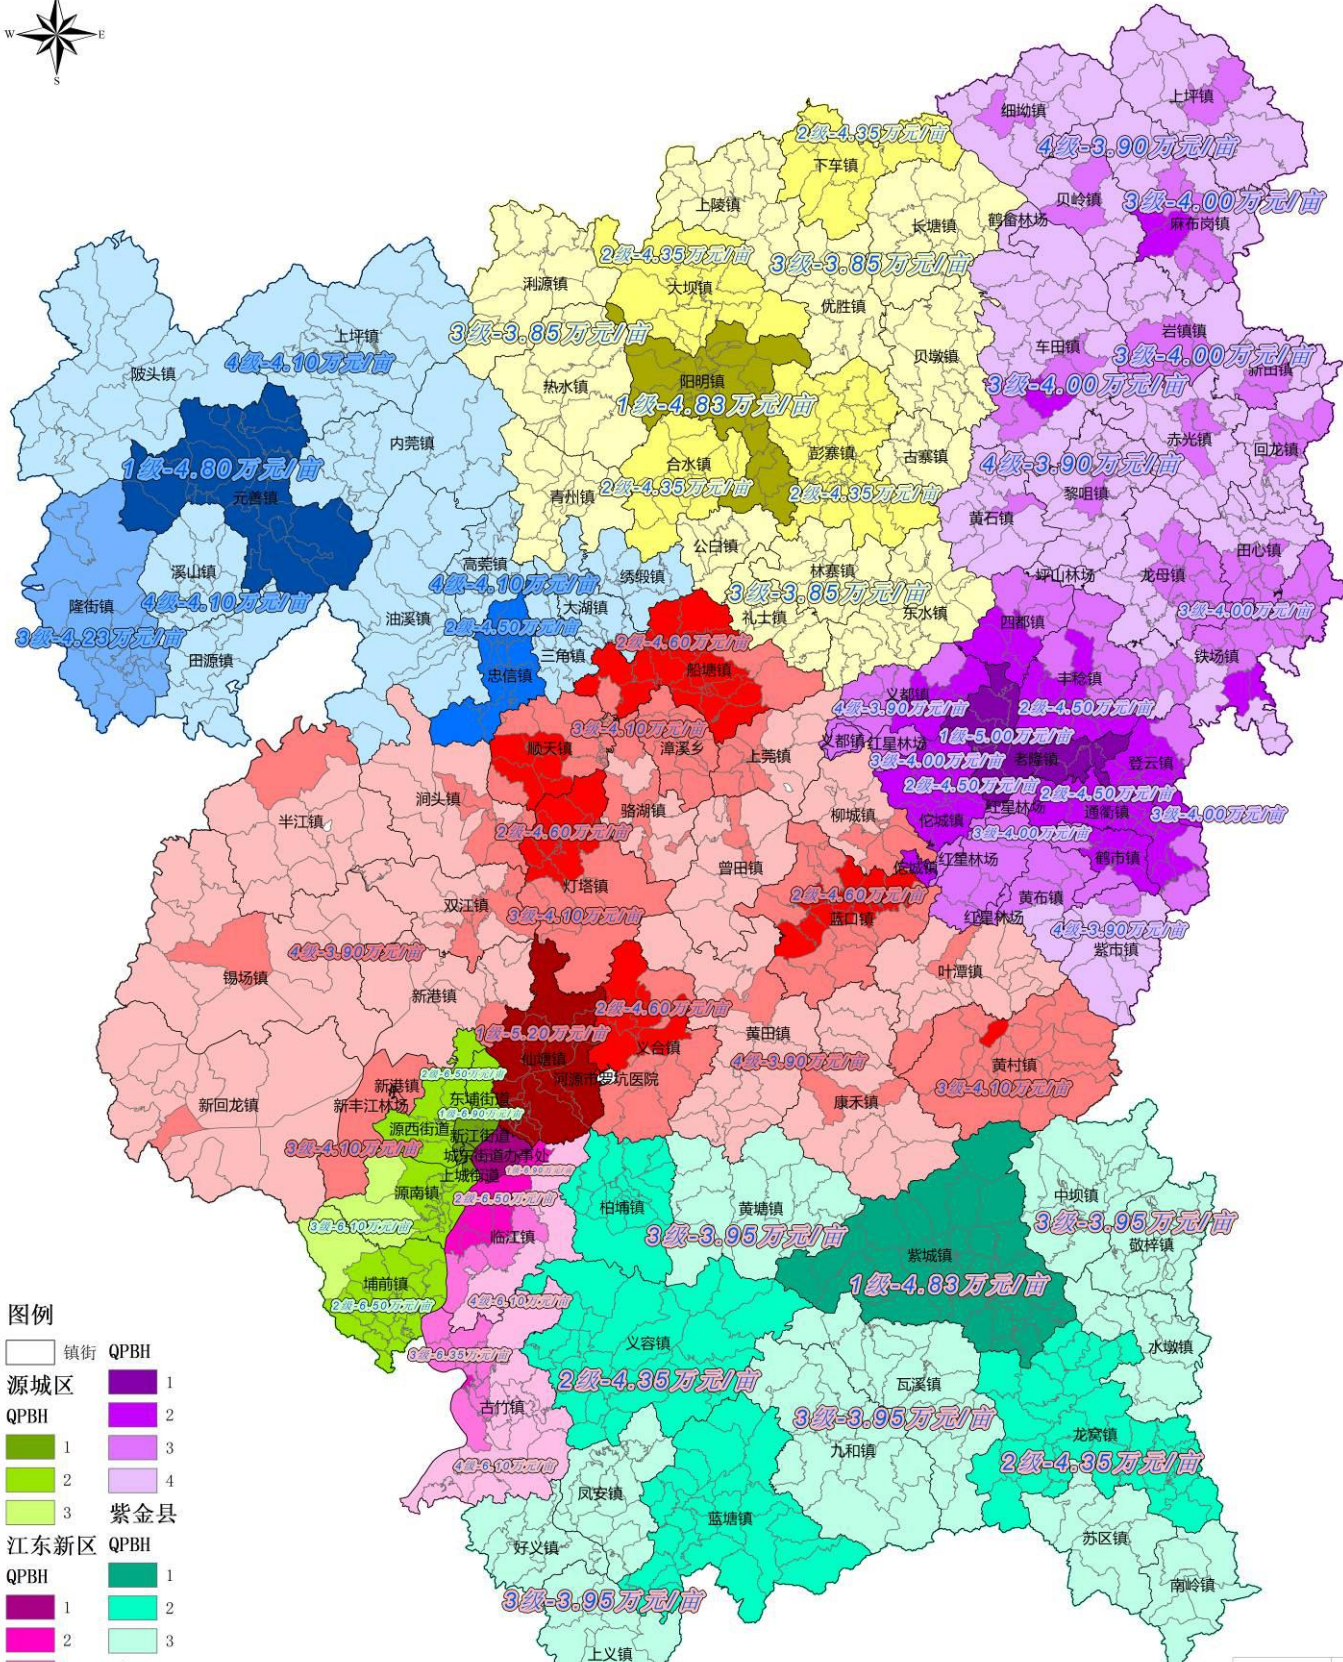 W
E
S
细坳镇
上坪镇
2级-4.35万元/亩
4级-3.90万元/亩
下车镇
贝岭镇
3级-4.00万元/亩
上陵镇
鹤畲林场
麻布岗镇
长塘镇
2级-4.35万元/亩
3级-3.85万元/亩
浰源镇
大坝镇
优胜镇
上坪镇
3级-3.85万元/亩
岩镇镇
车田镇
贝墩镇
3级-4.00万元/亩
4级-4.10万元/亩
陂头镇
新田镇
热水镇
阳明镇
3级-4.00万元/亩
1级-4.83万元/亩
内莞镇
赤光镇
回龙镇
彭寨镇
古寨镇
合水镇
4级-3.90万元/亩
1级-4.80万元/亩
元善镇
青州镇
2级-4.35万元/亩
2级-4.35万元/亩
黎咀镇
黄石镇
公白镇
田心镇
高莞镇
林寨镇
溪山镇
绣缎镇
坪山林场
龙母镇
4级-4.10万元/亩
3级-3.85万元/亩
隆街镇
4级-4.10万元/亩
大湖镇
3级-4.00万元/亩
油溪镇
礼士镇
东水镇
四都镇
2级-4.50万元/亩
3级-4.23万元/亩
2级-4.60万元/亩
田源镇
三角镇
铁场镇
忠信镇
船塘镇
丰稔镇
义都镇
4级-3.90万元/亩
2级-4.50万元/亩
3级-4.10万元/亩
1级-5.00万元/亩
顺天镇
漳溪乡
上莞镇
义都镇
红星林场
3级-4.00万元/亩
老隆镇
登云镇
2级-4.50万元/亩
2级-4.50万元/亩
涧头镇
骆湖镇
柳城镇
红星林场
通衢镇
3级-4.00万元/亩
半江镇
佗城镇
2级-4.60万元/亩
3级-4.00万元/亩
曾田镇
佗城镇
红星林场
鹤市镇
灯塔镇
2级-4.60万元/亩
黄布镇
双江镇
3级-4.10万元/亩
蓝口镇
红星林场
4级-3.90万元/亩
4级-3.90万元/亩
紫市镇
锡场镇
叶潭镇
新港镇
2级-4.60万元/亩
1级-5.20万元/亩
黄田镇
义合镇
仙塘镇
4级-3.90万元/亩
黄村镇
2级-6.50万元/亩
河源市罗坑医院
新港镇
3级-4.10万元/亩
东埔街道
康禾镇
新回龙镇
新丰江林场
1级-6.90万元/亩
源西街道
新江街道
3级-4.10万元/亩
城东街道办事处
上城街道
源南镇
2级-6.50万元/亩
柏埔镇
黄塘镇
中坝镇
3级-6.10万元/亩
3级-3.95万元/亩
3级-3.95万元/亩
临江镇
敬梓镇
紫城镇
埔前镇
1级-4.83万元/亩
4级-6.10万元/亩
2级-6.50万元/亩
义容镇
水墩镇
3级-6.35万元/亩
2级-4.35万元/亩
瓦溪镇
古竹镇
3级-3.95万元/亩
龙窝镇
九和镇
4级-6.10万元/亩
2级-4.35万元/亩
凤安镇
蓝塘镇
苏区镇
好义镇
南岭镇
3级-3.95万元/亩
上义镇
图例
镇街
源城区
QPBH
1
2
3
江东新区
QPBH
1
2
QPBH
1
2
3
4
紫金县
QPBH
1
2
3